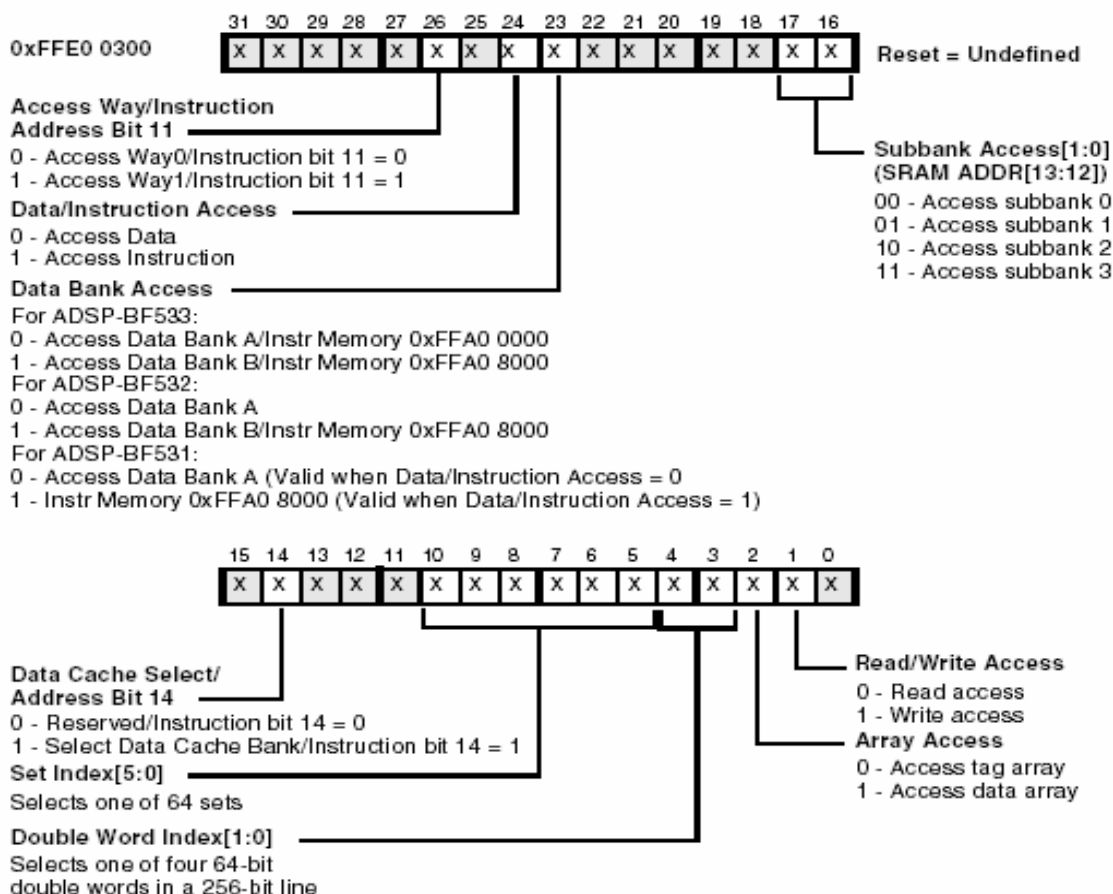 31 30 29 28 27 26 25 24 23 22 21 20 19 18 17 16
0xFFE0 0300
X X X X X X X X X X X X X X X X
Reset = Undefined
Access Way/Instruction
Address Bit 11
0 - Access Way0/Instruction bit 11 = 0
1 - Access Way1/Instruction bit 11 = 1
Data/Instruction Access
0 - Access Data
1 - Access Instruction
Data Bank Access
For ADSP-BF533:
0 - Access Data Bank A/Instr Memory 0xFFA0 0000
1 - Access Data Bank B/Instr Memory 0xFFA0 8000
For ADSP-BF532:
0 - Access Data Bank A
1 - Access Data Bank B/Instr Memory 0xFFA0 8000
For ADSP-BF531:
0 - Access Data Bank A (Valid when Data/Instruction Access = 0
1 - Instr Memory 0xFFA0 8000 (Valid when Data/Instruction Access = 1)
Subbank Access[1:0]
(SRAM ADDR[13:12])
00 - Access subbank 0
01 - Access subbank 1
10 - Access subbank 2
11 - Access subbank 3
15 14 13 12 11 10 9 8 7 6 5 4 3 2 1 0
X X X X X X X X X X X X X X X X
Data Cache Select/
Address Bit 14
0 - Reserved/Instruction bit 14 = 0
1 - Select Data Cache Bank/Instruction bit 14 = 1
Set Index[5:0]
Selects one of 64 sets
Double Word Index[1:0]
Selects one of four 64-bit
double words in a 256-bit line
Read/Write Access
0 - Read access
1 - Write access
Array Access
0 - Access tag array
1 - Access data array